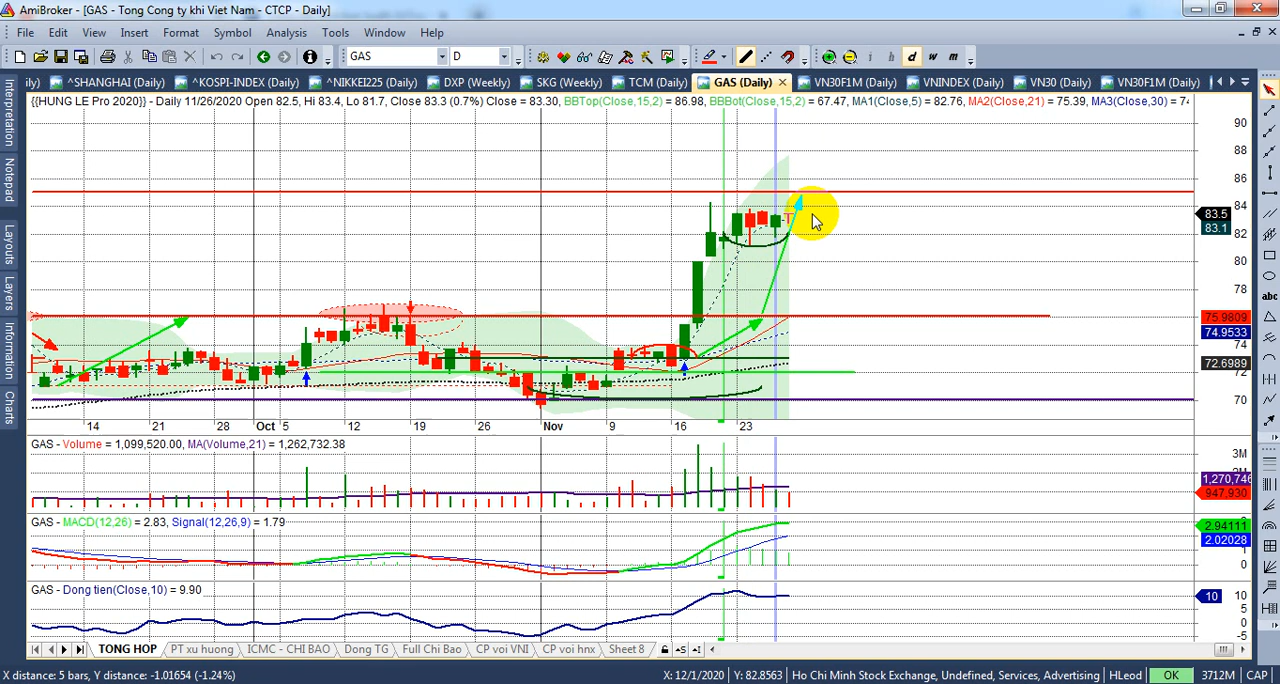 AmiBroker - [GAS - Tong Cong ty khi Viet Nam - CTCP - Daily]
File Edit View Insert Format Symbol Analysis Tools Window Help
GAS D i h d w m
ily) ^SHANGHAI (Daily) ^KOSPI-INDEX (Daily) ^NIKKEI225 (Daily) DXP (Weekly) SKG (Weekly) TCM (Daily) GAS (Daily) VN30F1M (Daily) VNINDEX (Daily) VN30 (Daily) VN30F1M (Daily)
{{HUNG LE Pro 2020}} - Daily 11/26/2020 Open 82.5, Hi 83.4, Lo 81.7, Close 83.3 (0.7%) Close = 83.30, BBTop(Close,15,2) = 86.98, BBBot(Close,15,2) = 67.47, MA1(Close,5) = 82.76, MA2(Close,21) = 75.39, MA3(Close,30) = 74
Interpretation
Notepad
Layouts
Layers
Information
Charts
abc
90
88
86
84
83.5
83.1
82
80
78
75.9809
74.9533
74
72.6989
72
70
14 21 28 Oct 5 12 19 26 Nov 9 16 23
GAS - Volume = 1,099,520.00, MA(Volume,21) = 1,262,732.38
3M
1,270,746
947,930
GAS - MACD(12,26) = 2.83, Signal(12,26,9) = 1.79
2.94111
2.02028
1
0
GAS - Dong tien(Close,10) = 9.90
10
10
5
0
-5
TONG HOP PT xu huong ICMC - CHI BAO Dong TG Full Chi Bao CP voi VNI CP voi hnx Sheet 8
X distance: 5 bars, Y distance: -1.01654 (-1.24%) X: 12/1/2020 Y: 82.8563 Ho Chi Minh Stock Exchange, Undefined, Services, Advertising HLeod OK 3712M CAP